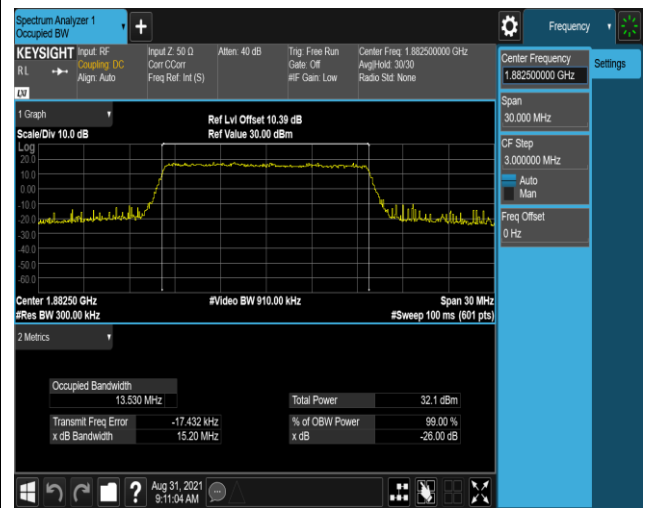 Spectrum Analyzer 1
Occupied BW
Frequency
KEYSIGHT
RL
LXI
Input: RF
Coupling: DC
Align: Auto
Input Z: 50 Ω
Corr CCorr
Freq Ref: Int (S)
Atten: 40 dB
Trig: Free Run
Gate: Off
#IF Gain: Low
Center Freq: 1.882500000 GHz
Avg|Hold: 30/30
Radio Std: None
Center Frequency
1.882500000 GHz
Settings
Span
30.000 MHz
CF Step
3.000000 MHz
Auto
Man
Freq Offset
0 Hz
1 Graph
Scale/Div 10.0 dB
Ref Lvl Offset 10.39 dB
Ref Value 30.00 dBm
Log
20.0
10.0
0.00
-10.0
-20.0
-30.0
-40.0
-50.0
-60.0
Center 1.88250 GHz
#Video BW 910.00 kHz
Span 30 MHz
#Res BW 300.00 kHz
#Sweep 100 ms (601 pts)
2 Metrics
Occupied Bandwidth
13.530 MHz
Total Power 32.1 dBm
Transmit Freq Error -17.432 kHz
% of OBW Power 99.00 %
x dB Bandwidth 15.20 MHz
x dB -26.00 dB
?
Aug 31, 2021
9:11:04 AM